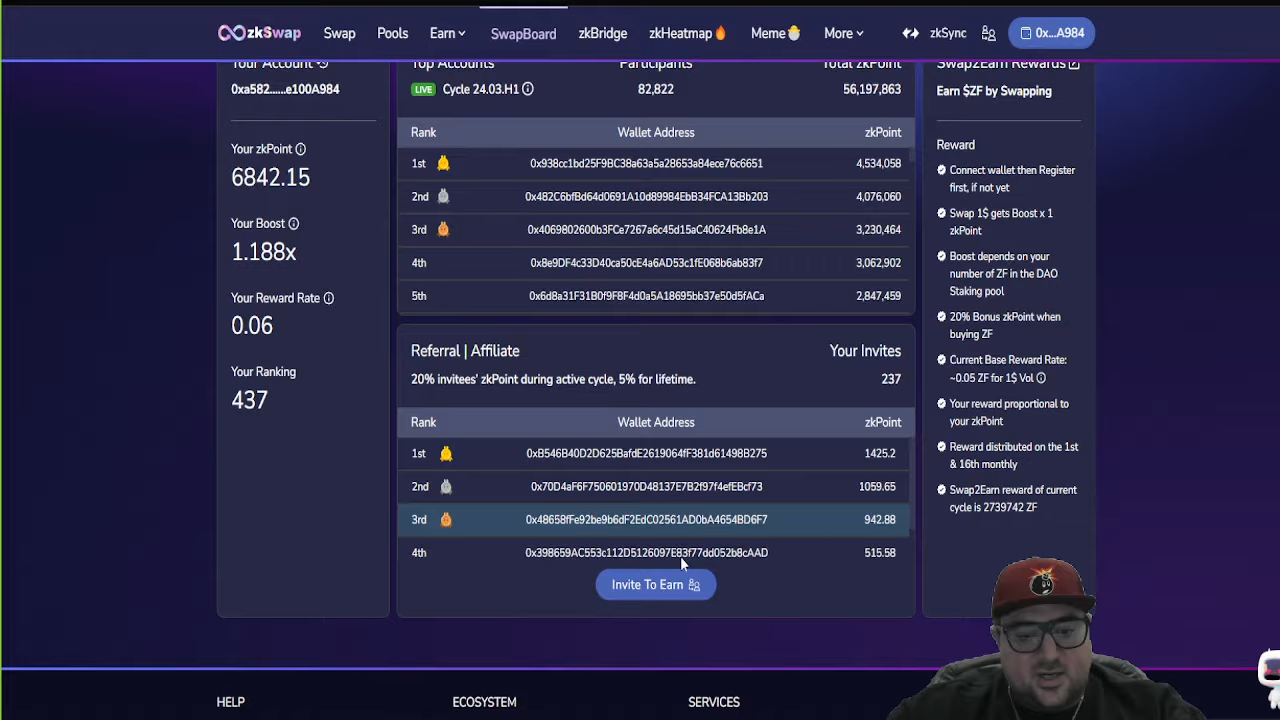 zkSwap
Swap
Pools
Earn
SwapBoard
zkBridge
zkHeatmap
Meme
More
zkSync
0x...A984
Your Account
0xa582......e100A984
Your zkPoint
6842.15
Your Boost
1.188x
Your Reward Rate
0.06
Your Ranking
437
Top Accounts Participants Total zkPoint
LIVE Cycle 24.03.H1 82,822 56,197,863
Rank Wallet Address zkPoint
1st 0x938cc1bd25F9BC38a63a5a28653a84ece76c6651 4,534,058
2nd 0x482C6bfBd64d0691A10d89984EbB34FCA13Bb203 4,076,060
3rd 0x4069802600b3FCe7267a6c45d15aC40624Fb8e1A 3,230,464
4th 0x8e9DF4c33D40ca50cE4a6AD53c1fE068b6ab83f7 3,062,902
5th 0x6d8a31F31B0f9F8F4d0a5A18695bb37e50d5fACa 2,847,459
Referral | Affiliate Your Invites
20% invitees' zkPoint during active cycle, 5% for lifetime. 237
Rank Wallet Address zkPoint
1st 0xB546B40D2D625BafdE2619064fF381d61498B275 1425.2
2nd 0x70D4aF6F750601970D48137E7B2f97f4efEBcf73 1059.65
3rd 0x48658fFe92be9b6dF2EdC02561AD0bA4654BD6F7 942.88
4th 0x398659AC553c112D5126097E83f77dd052b8cAAD 515.58
Invite To Earn
Swap2Earn Rewards
Earn $ZF by Swapping
Reward
Connect wallet then Register
first, if not yet
Swap 1$ gets Boost x 1
zkPoint
Boost depends on your
number of ZF in the DAO
Staking pool
20% Bonus zkPoint when
buying ZF
Current Base Reward Rate:
~0.05 ZF for 1$ Vol
Your reward proportional to
your zkPoint
Reward distributed on the 1st
& 16th monthly
Swap2Earn reward of current
cycle is 2739742 ZF
HELP
ECOSYSTEM
SERVICES